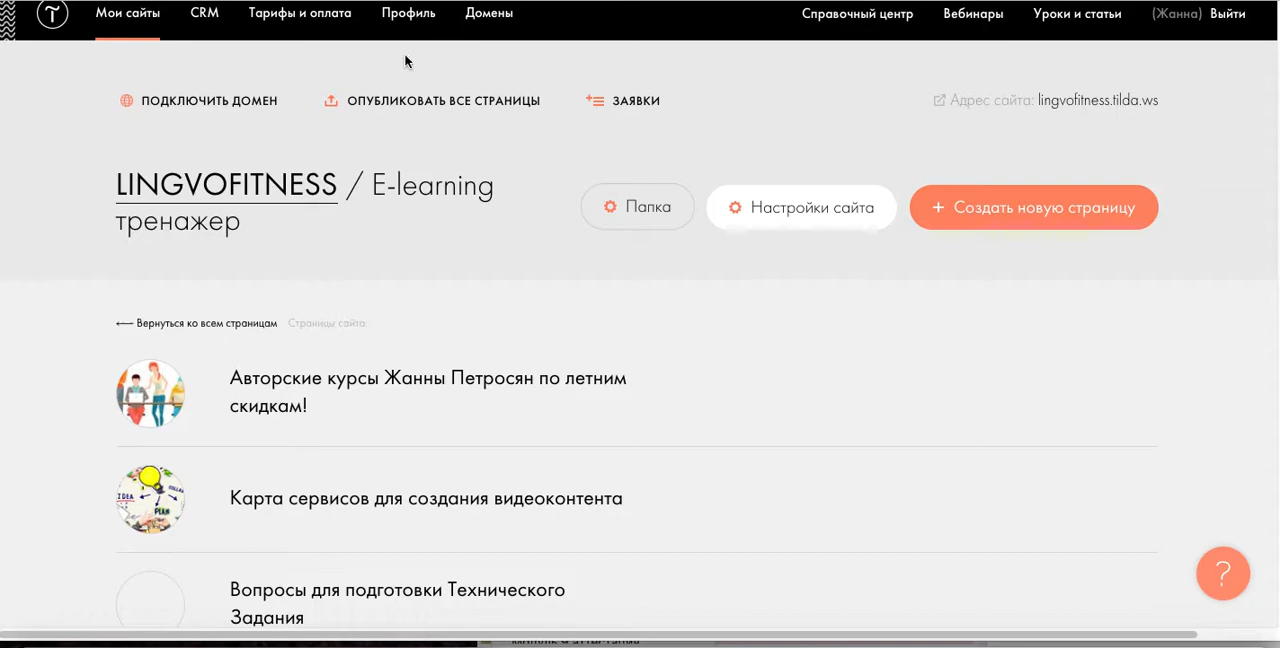 Мои сайты CRM Тарифы и оплата Профиль Домены Справочный центр Вебинары Уроки и статьи (Жанна) Выйти
ПОДКЛЮЧИТЬ ДОМЕН ОПУБЛИКОВАТЬ ВСЕ СТРАНИЦЫ ЗАЯВКИ Адрес сайта: lingvofitness.tilda.ws
LINGVOFITNESS / E-learning
тренажер
Папка Настройки сайта + Создать новую страницу
Вернуться ко всем страницам Страницы сайта
Авторские курсы Жанны Петросян по летним
скидкам!
Карта сервисов для создания видеоконтента
IDEA
PLAN
Вопросы для подготовки Технического
Задания
?